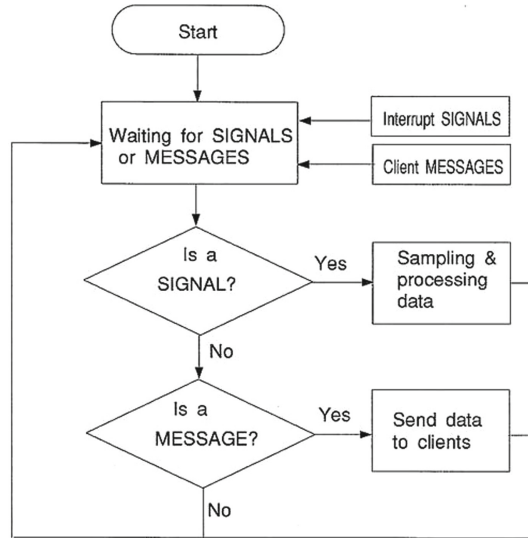 Start
Waiting for SIGNALS
or MESSAGES
Interrupt SIGNALS
Client MESSAGES
Is a
SIGNAL?
Yes
Sampling &
processing
data
No
Is a
MESSAGE?
Yes
Send data
to clients
No